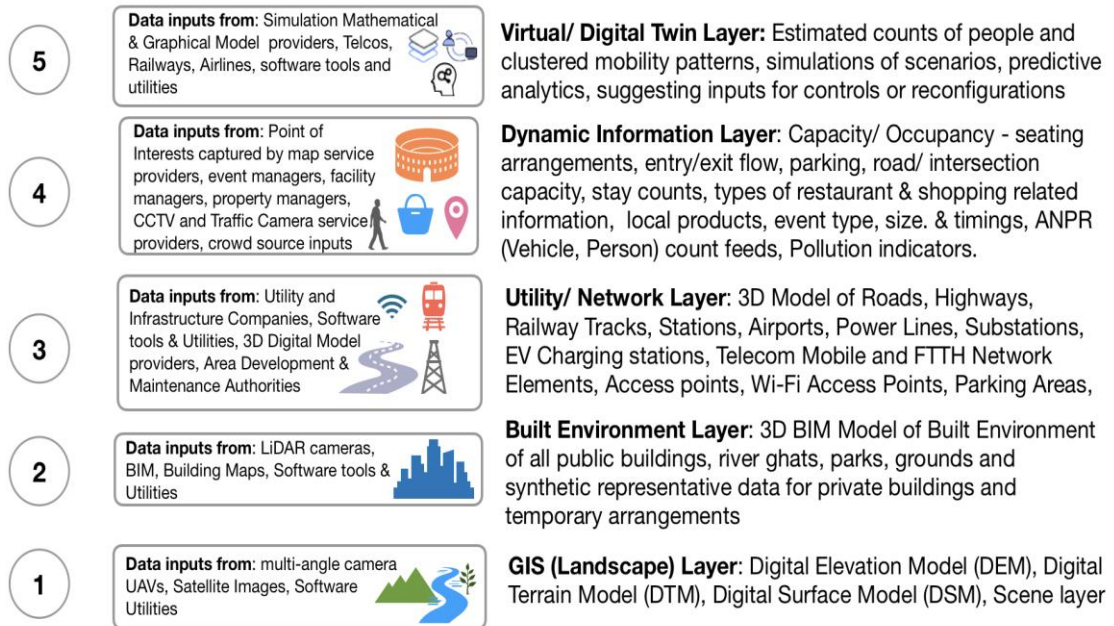 5
Data inputs from: Simulation Mathematical
& Graphical Model providers, Telcos,
Railways, Airlines, software tools and
utilities
Virtual/ Digital Twin Layer: Estimated counts of people and
clustered mobility patterns, simulations of scenarios, predictive
analytics, suggesting inputs for controls or reconfigurations
4
Data inputs from: Point of
Interests captured by map service
providers, event managers, facility
managers, property managers,
CCTV and Traffic Camera service
providers, crowd source inputs
Dynamic Information Layer: Capacity/ Occupancy - seating
arrangements, entry/exit flow, parking, road/ intersection
capacity, stay counts, types of restaurant & shopping related
information, local products, event type, size. & timings, ANPR
(Vehicle, Person) count feeds, Pollution indicators.
3
Data inputs from: Utility and
Infrastructure Companies, Software
tools & Utilities, 3D Digital Model
providers, Area Development &
Maintenance Authorities
Utility/ Network Layer: 3D Model of Roads, Highways,
Railway Tracks, Stations, Airports, Power Lines, Substations,
EV Charging stations, Telecom Mobile and FTTH Network
Elements, Access points, Wi-Fi Access Points, Parking Areas,
2
Data inputs from: LiDAR cameras,
BIM, Building Maps, Software tools &
Utilities
Built Environment Layer: 3D BIM Model of Built Environment
of all public buildings, river ghats, parks, grounds and
synthetic representative data for private buildings and
temporary arrangements
1
Data inputs from: multi-angle camera
UAVs, Satellite Images, Software
Utilities
GIS (Landscape) Layer: Digital Elevation Model (DEM), Digital
Terrain Model (DTM), Digital Surface Model (DSM), Scene layer